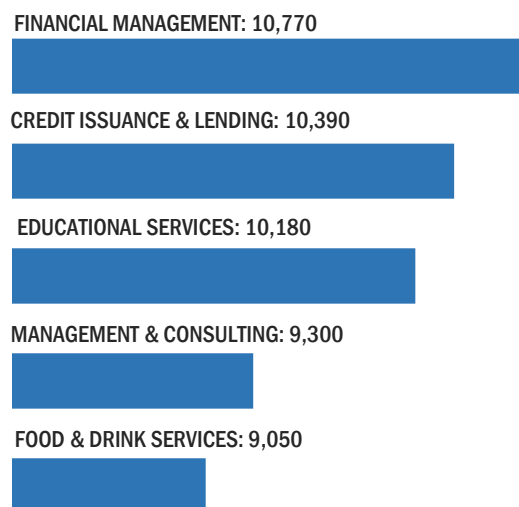 FINANCIAL MANAGEMENT: 10,770
CREDIT ISSUANCE & LENDING: 10,390
EDUCATIONAL SERVICES: 10,180
MANAGEMENT & CONSULTING: 9,300
FOOD & DRINK SERVICES: 9,050